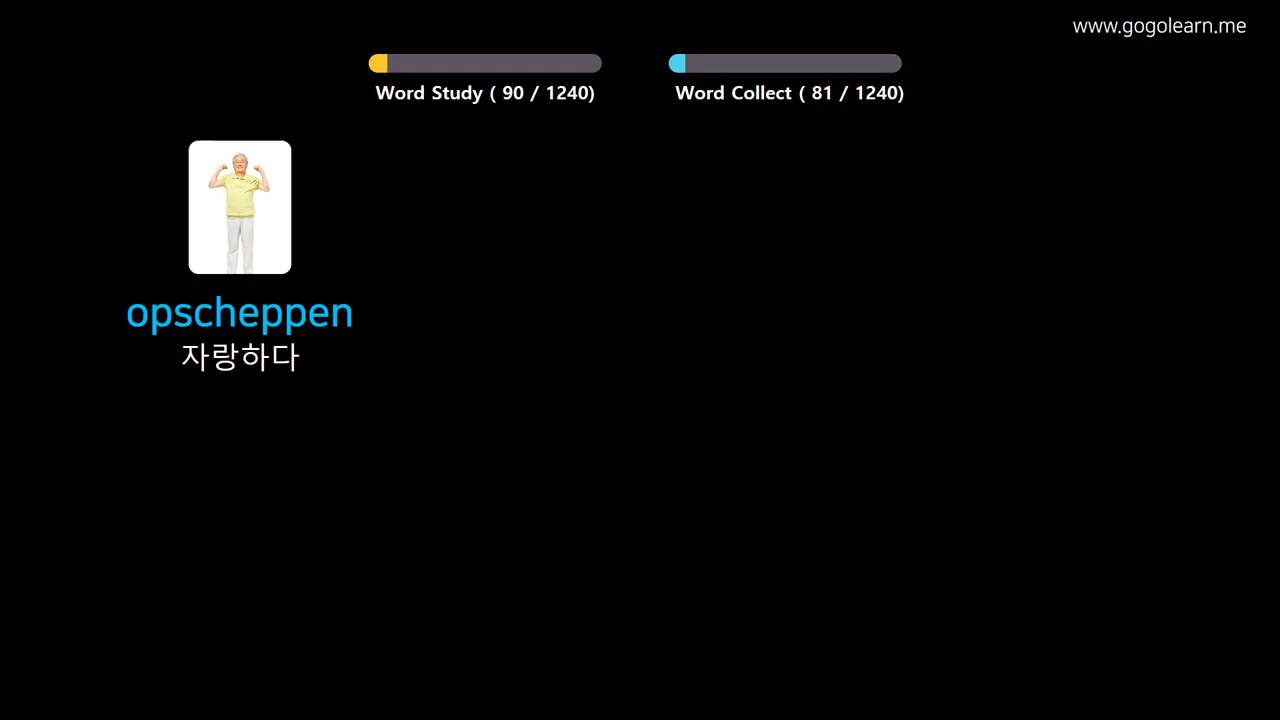 www.gogolearn.me
Word Study ( 90 / 1240)
Word Collect ( 81 / 1240)
opscheppen
자랑하다